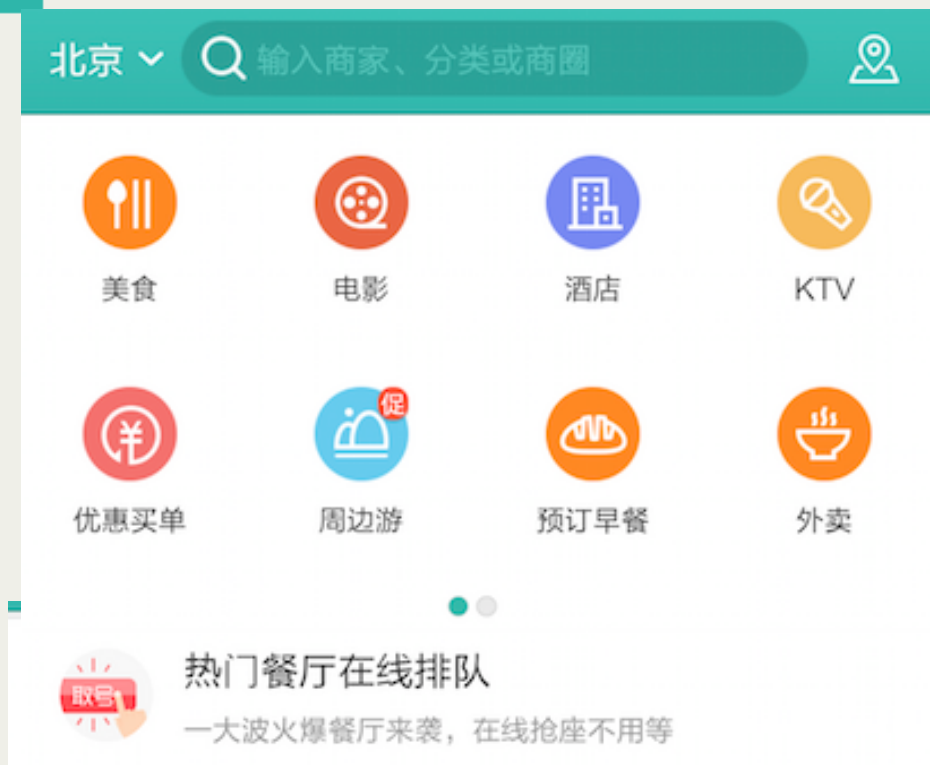 北京 输入商家、分类或商圈
美食 电影 酒店 KTV
促
优惠买单 周边游 预订早餐 外卖
热门餐厅在线排队
取号
一大波火爆餐厅来袭，在线抢座不用等